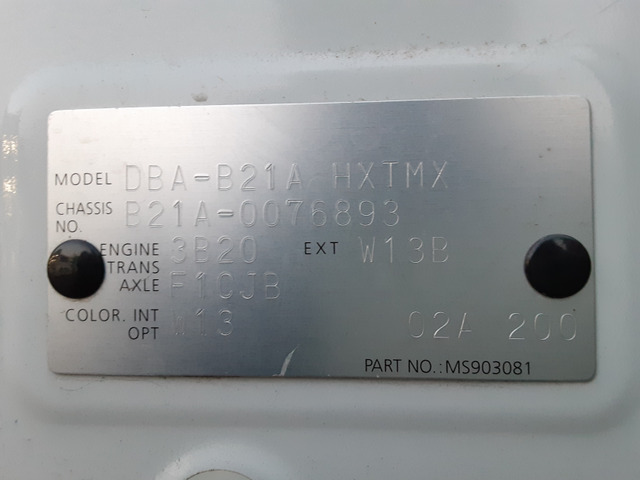 MODEL DBA-B21A HXTMX
CHASSIS NO. B21A-0076893
ENGINE 3B20 EXT W13B
TRANS AXLE F1CJB
COLOR. INT OPT W13 02A 200
PART NO.:MS903081